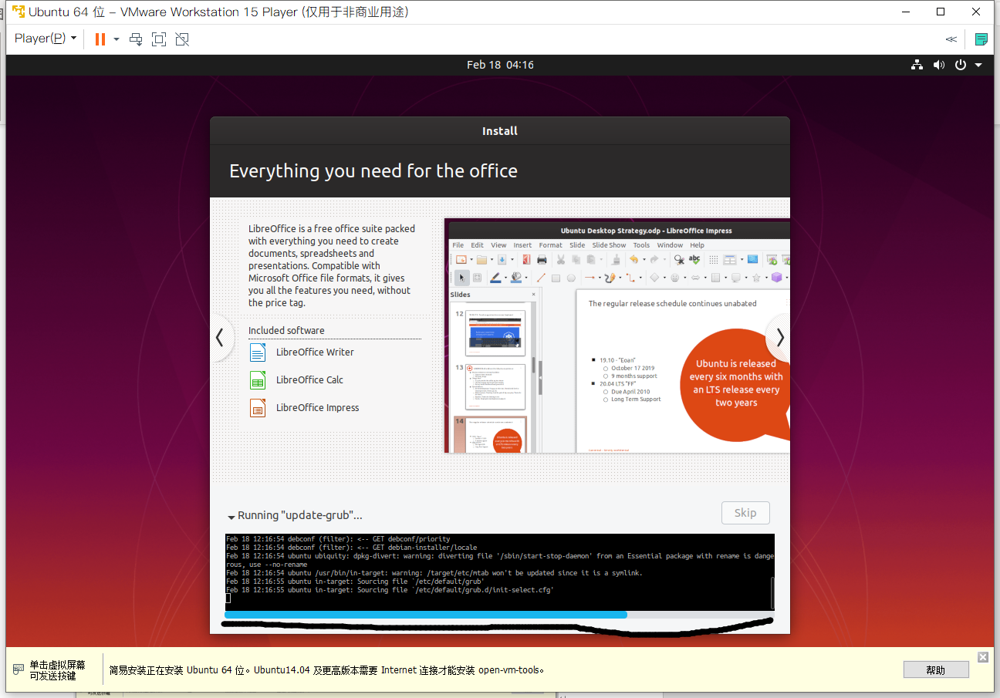 Ubuntu 64 位 - VMware Workstation 15 Player (仅用于非商业用途)
Player(P)
Feb 18 04:16
Install
Everything you need for the office
LibreOffice is a free office suite packed
with everything you need to create
documents, spreadsheets and
presentations. Compatible with
Microsoft Office file formats, it gives
you all the features you need, without
the price tag.
Included software
LibreOffice Writer
LibreOffice Calc
LibreOffice Impress
Ubuntu Desktop Strategy.odp - LibreOffice Impress
File Edit View Insert Format Slide Slide Show Tools Window Help
Slides
12
13
14
The regular release schedule continues unabated
19.10 - "Eoan"
October 17 2019
9 months support
20.04 LTS "FF"
Due April 2010
Long Term Support
Ubuntu is released
every six months with
an LTS release every
two years
Running "update-grub"...
Skip
Feb 18 12:16:54 debconf (filter): <-- GET debconf/priority
Feb 18 12:16:54 debconf (filter): <-- GET debian-installer/locale
Feb 18 12:16:54 ubuntu ubiquity: dpkg-divert: warning: diverting file '/sbin/start-stop-daemon' from an Essential package with rename is dange
rous, use --no-rename
Feb 18 12:16:54 ubuntu /usr/bin/in-target: warning: /target/etc/mtab won't be updated since it is a symlink.
Feb 18 12:16:55 ubuntu in-target: Sourcing file `/etc/default/grub'
Feb 18 12:16:55 ubuntu in-target: Sourcing file `/etc/default/grub.d/init-select.cfg'
单击虚拟屏幕
可发送按键
简易安装正在安装 Ubuntu 64 位。Ubuntu14.04 及更高版本需要 Internet 连接才能安装 open-vm-tools。
帮助